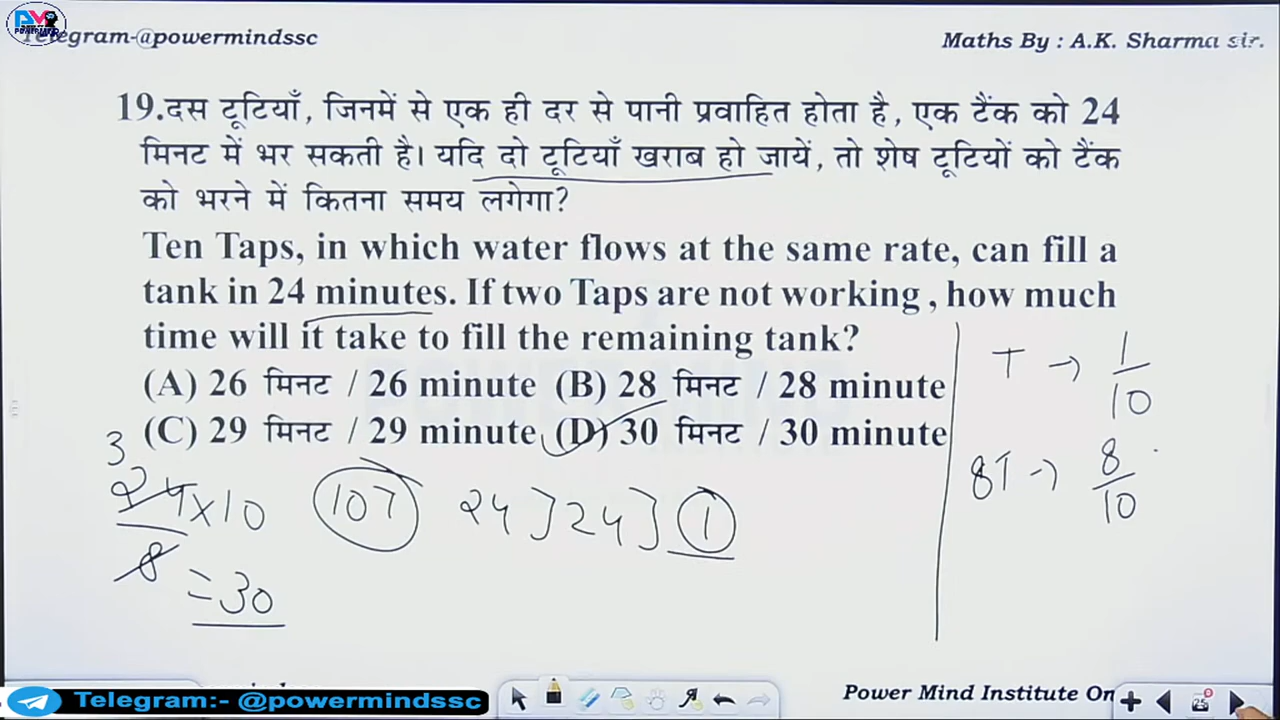 Telegram-@powermindssc
Maths By : A.K. Sharma sir.
19.दस टूटियाँ, जिनमें से एक ही दर से पानी प्रवाहित होता है, एक टैंक को 24
मिनट में भर सकती है। यदि दो टूटियाँ खराब हो जायें, तो शेष टूटियों को टैंक
को भरने में कितना समय लगेगा?
Ten Taps, in which water flows at the same rate, can fill a
tank in 24 minutes. If two Taps are not working , how much
time will it take to fill the remaining tank?
(A) 26 मिनट / 26 minute (B) 28 मिनट / 28 minute
(C) 29 मिनट / 29 minute (D) 30 मिनट / 30 minute
T → 1/10
8T → 8/10
3
24×10
8
=30
10T 24] 24] 1
Telegram:- @powermindssc
Power Mind Institute On
25